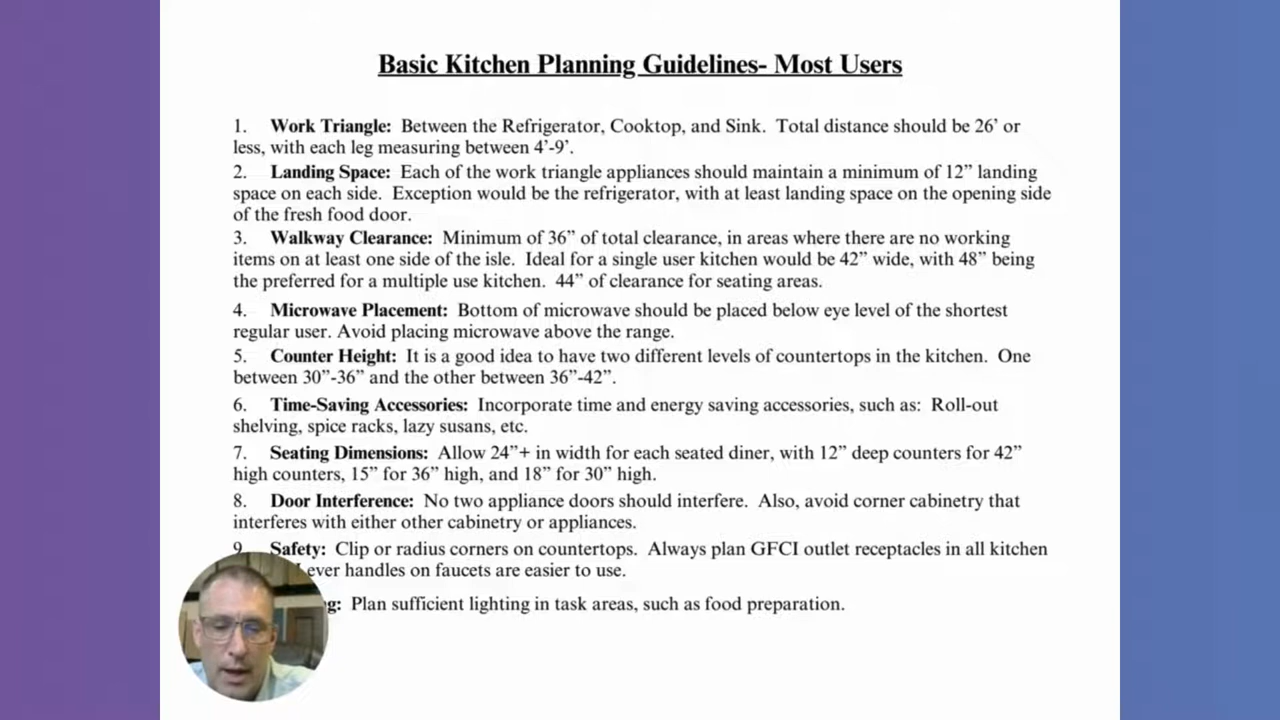 Basic Kitchen Planning Guidelines- Most Users
1. Work Triangle: Between the Refrigerator, Cooktop, and Sink. Total distance should be 26’ or
less, with each leg measuring between 4’-9’.
2. Landing Space: Each of the work triangle appliances should maintain a minimum of 12” landing
space on each side. Exception would be the refrigerator, with at least landing space on the opening side
of the fresh food door.
3. Walkway Clearance: Minimum of 36” of total clearance, in areas where there are no working
items on at least one side of the isle. Ideal for a single user kitchen would be 42” wide, with 48” being
the preferred for a multiple use kitchen. 44” of clearance for seating areas.
4. Microwave Placement: Bottom of microwave should be placed below eye level of the shortest
regular user. Avoid placing microwave above the range.
5. Counter Height: It is a good idea to have two different levels of countertops in the kitchen. One
between 30”-36” and the other between 36”-42”.
6. Time-Saving Accessories: Incorporate time and energy saving accessories, such as: Roll-out
shelving, spice racks, lazy susans, etc.
7. Seating Dimensions: Allow 24”+ in width for each seated diner, with 12” deep counters for 42”
high counters, 15” for 36” high, and 18” for 30” high.
8. Door Interference: No two appliance doors should interfere. Also, avoid corner cabinetry that
interferes with either other cabinetry or appliances.
9. Safety: Clip or radius corners on countertops. Always plan GFCI outlet receptacles in all kitchen
Lever handles on faucets are easier to use.
Plan sufficient lighting in task areas, such as food preparation.